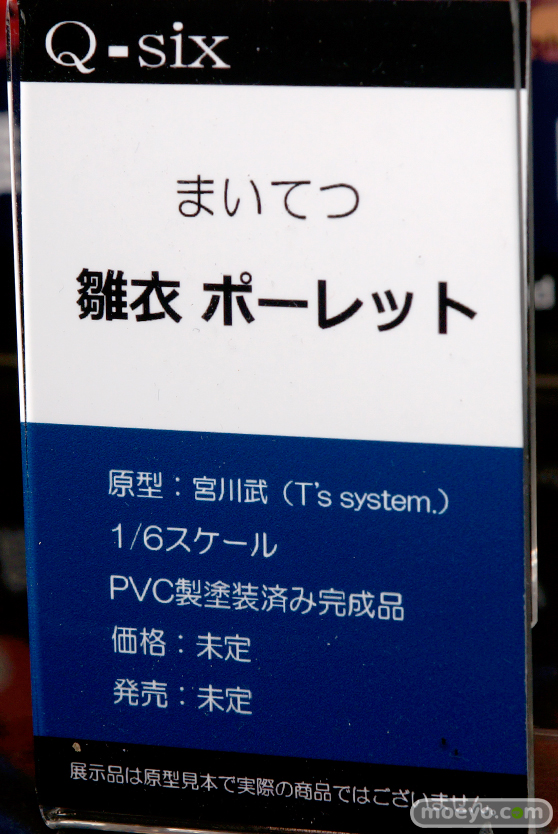 Q-six
まいてつ
雛衣 ポーレット
原型：宮川武（T's system.）
1/6スケール
PVC製塗装済み完成品
価格：未定
発売：未定
展示品は原型見本で実際の商品ではございません。
moeyo.com